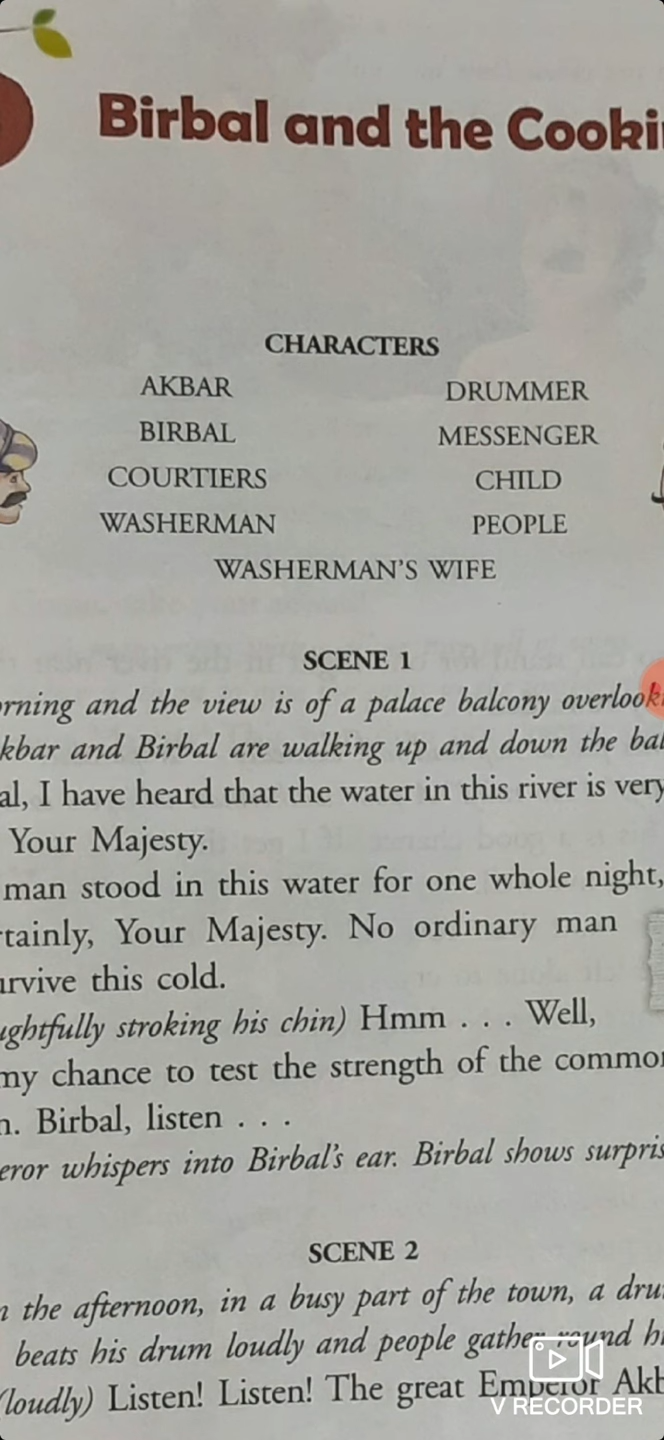 Birbal and the Cooki
CHARACTERS
AKBAR DRUMMER
BIRBAL MESSENGER
COURTIERS CHILD
WASHERMAN PEOPLE
WASHERMAN'S WIFE
SCENE 1
rning and the view is of a palace balcony overlook
kbar and Birbal are walking up and down the bal
al, I have heard that the water in this river is very
Your Majesty.
man stood in this water for one whole night,
rtainly, Your Majesty. No ordinary man
urvive this cold.
ughtfully stroking his chin) Hmm . . . Well,
my chance to test the strength of the commo
n. Birbal, listen . . .
eror whispers into Birbal's ear. Birbal shows surpris
SCENE 2
n the afternoon, in a busy part of the town, a dru
beats his drum loudly and people gather round h
(loudly) Listen! Listen! The great Emperor Akb
V RECORDER